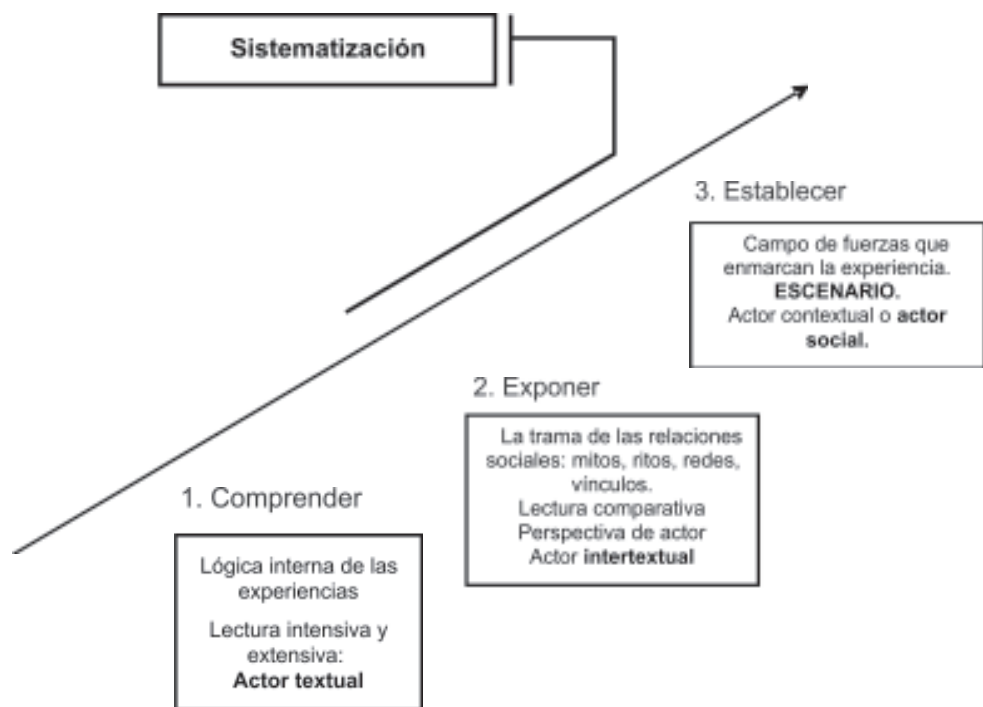 Sistematización
3. Establecer
Campo de fuerzas que
enmarcan la experiencia.
ESCENARIO.
Actor contextual o actor
social.
2. Exponer
La trama de las relaciones
sociales: mitos, ritos, redes,
vínculos.
Lectura comparativa
Perspectiva de actor
Actor intertextual
1. Comprender
Lógica interna de las
experiencias
Lectura intensiva y
extensiva:
Actor textual